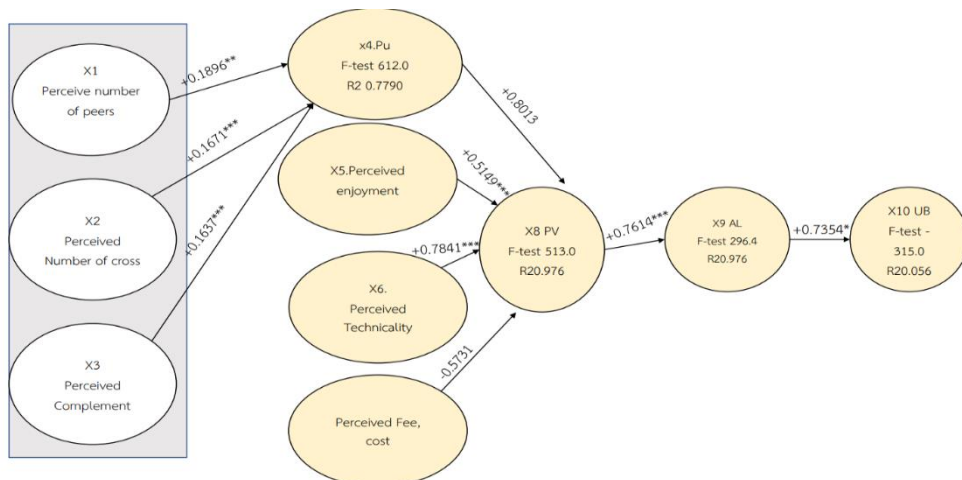 X1
Perceive number
of peers
X2
Perceived
Number of cross
X3
Perceived
Complement
+0.1896**
+0.1671***
+0.1637***
x4.Pu
F-test 612.0
R2 0.7790
X5.Perceived
enjoyment
X6.
Perceived
Technicality
Perceived Fee,
cost
+0.8013
+0.5149***
+0.7841***
-0.5731
X8 PV
F-test 513.0
R20.976
+0.7614***
X9 AL
F-test 296.4
R20.976
+0.7354*
X10 UB
F-test -
315.0
R20.056